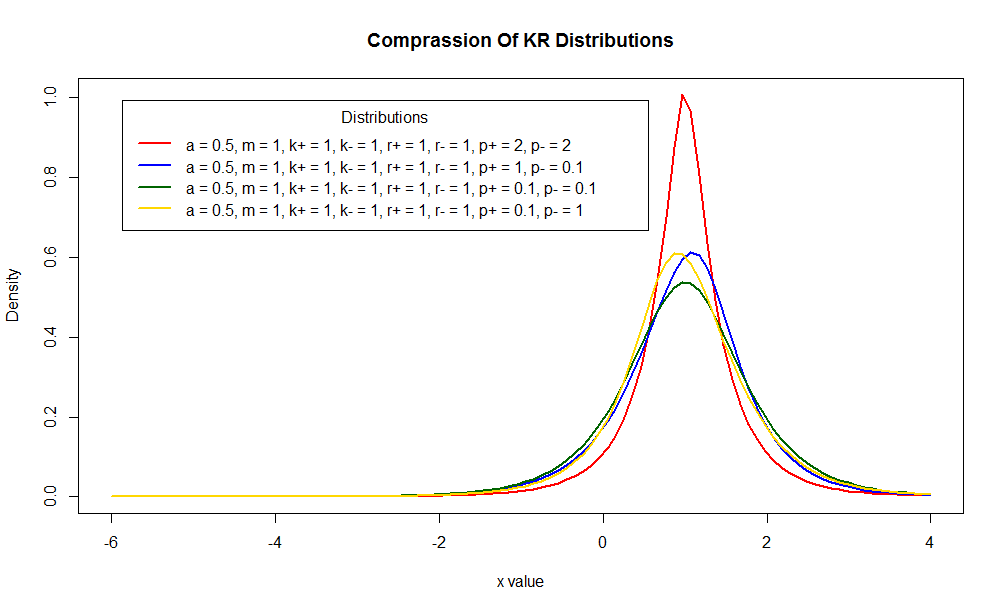 Comprassion Of KR Distributions
Distributions
a = 0.5, m = 1, k+ = 1, k- = 1, r+ = 1, r- = 1, p+ = 2, p- = 2
a = 0.5, m = 1, k+ = 1, k- = 1, r+ = 1, r- = 1, p+ = 1, p- = 0.1
a = 0.5, m = 1, k+ = 1, k- = 1, r+ = 1, r- = 1, p+ = 0.1, p- = 0.1
a = 0.5, m = 1, k+ = 1, k- = 1, r+ = 1, r- = 1, p+ = 0.1, p- = 1
Density
1.0
0.8
0.6
0.4
0.2
0.0
-6 -4 -2 0 2 4
x value